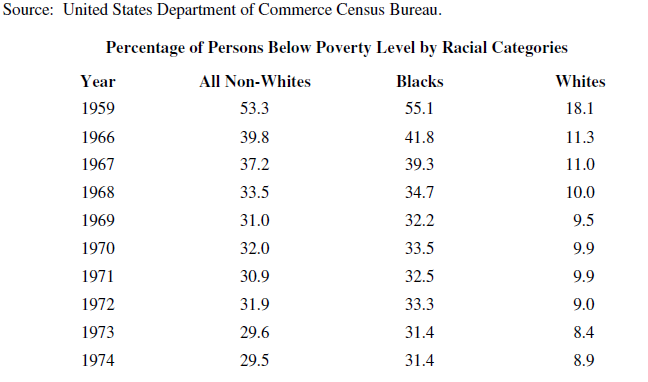 Source: United States Department of Commerce Census Bureau.
Percentage of Persons Below Poverty Level by Racial Categories
Year All Non-Whites Blacks Whites
1959 53.3 55.1 18.1
1966 39.8 41.8 11.3
1967 37.2 39.3 11.0
1968 33.5 34.7 10.0
1969 31.0 32.2 9.5
1970 32.0 33.5 9.9
1971 30.9 32.5 9.9
1972 31.9 33.3 9.0
1973 29.6 31.4 8.4
1974 29.5 31.4 8.9